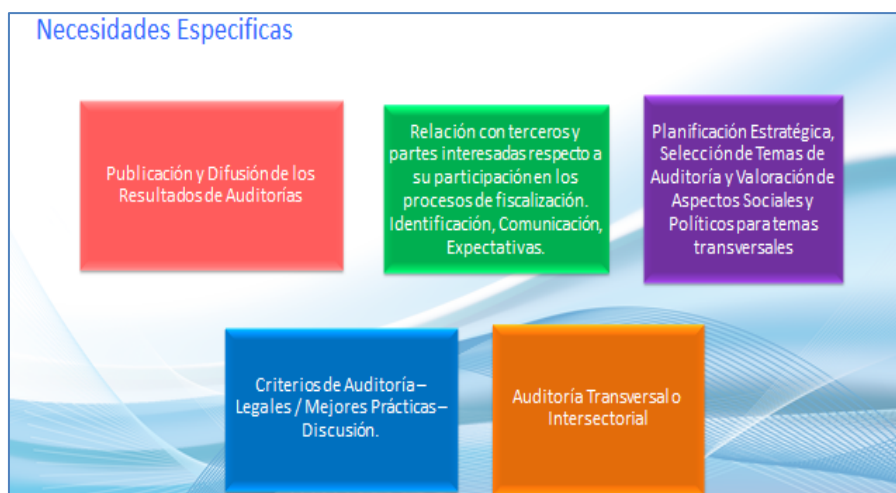 Necesidades Especificas
Publicación y Difusión de los
Resultados de Auditorías
Relación con terceros y
partes interesadas respecto a
su participación en los
procesos de fiscalización.
Identificación, Comunicación,
Expectativas.
Planificación Estratégica,
Selección de Temas de
Auditoría y Valoración de
Aspectos Sociales y
Políticos para temas
transversales
Criterios de Auditoría –
Legales / Mejores Prácticas –
Discusión.
Auditoría Transversal o
Intersectorial